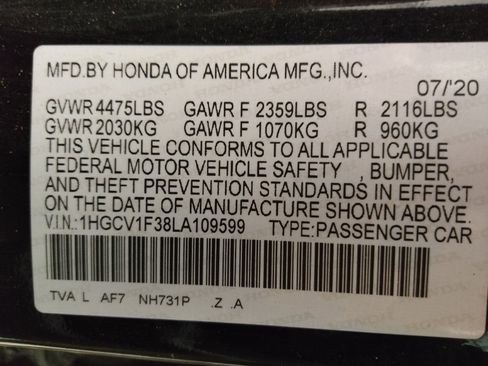 MFD.BY HONDA OF AMERICA MFG.,INC.
07/'20
GVWR 4475LBS GAWR F 2359LBS R 2116LBS
GVWR 2030KG GAWR F 1070KG R 960KG
THIS VEHICLE CONFORMS TO ALL APPLICABLE
FEDERAL MOTOR VEHICLE SAFETY , BUMPER,
AND THEFT PREVENTION STANDARDS IN EFFECT
ON THE DATE OF MANUFACTURE SHOWN ABOVE.
V.I.N.:1HGCV1F38LA109599 TYPE:PASSENGER CAR
TVA L AF7 NH731P .Z .A